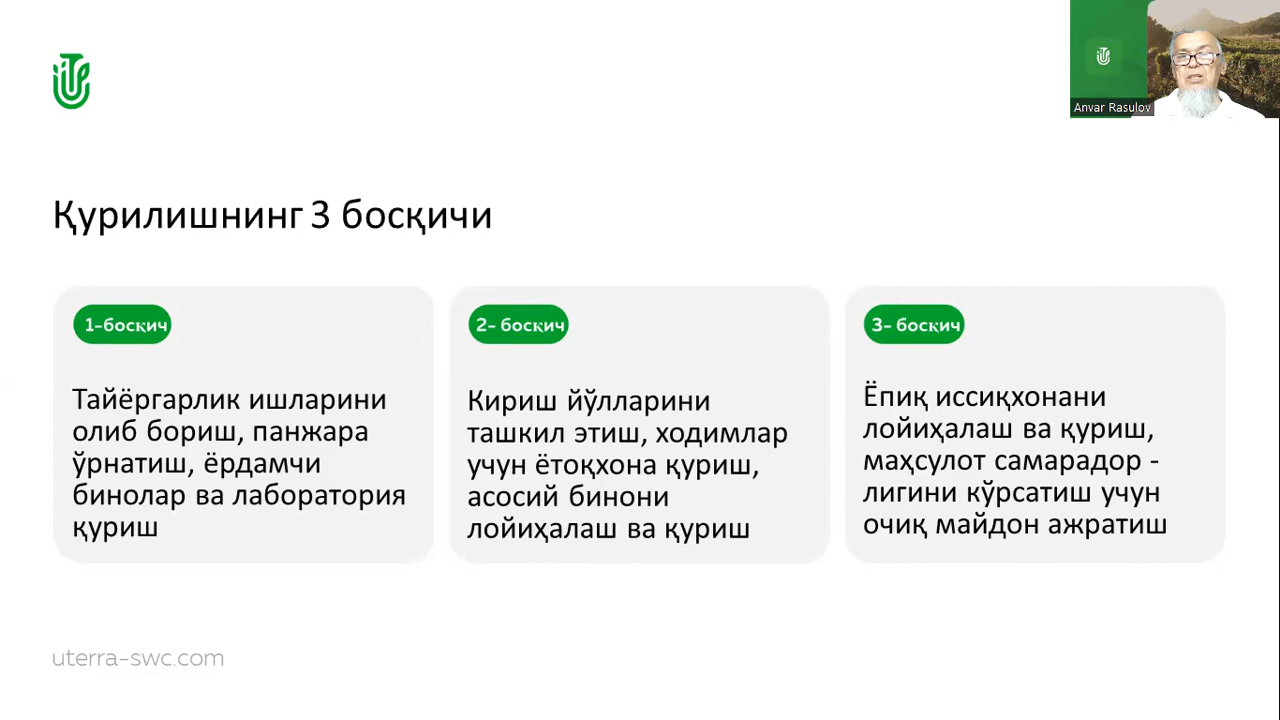 Anvar Rasulov
Қурилишнинг 3 босқичи
1-босқич
Тайёргарлик ишларини
олиб бориш, панжара
ўрнатиш, ёрдамчи
бинолар ва лаборатория
қуриш
2- босқич
Кириш йўлларини
ташкил этиш, ходимлар
учун ётоқхона қуриш,
асосий бинони
лойиҳалаш ва қуриш
3- босқич
Ёпиқ иссиқхонани
лойиҳалаш ва қуриш,
маҳсулот самарадор -
лигини кўрсатиш учун
очиқ майдон ажратиш
uterra-swc.com